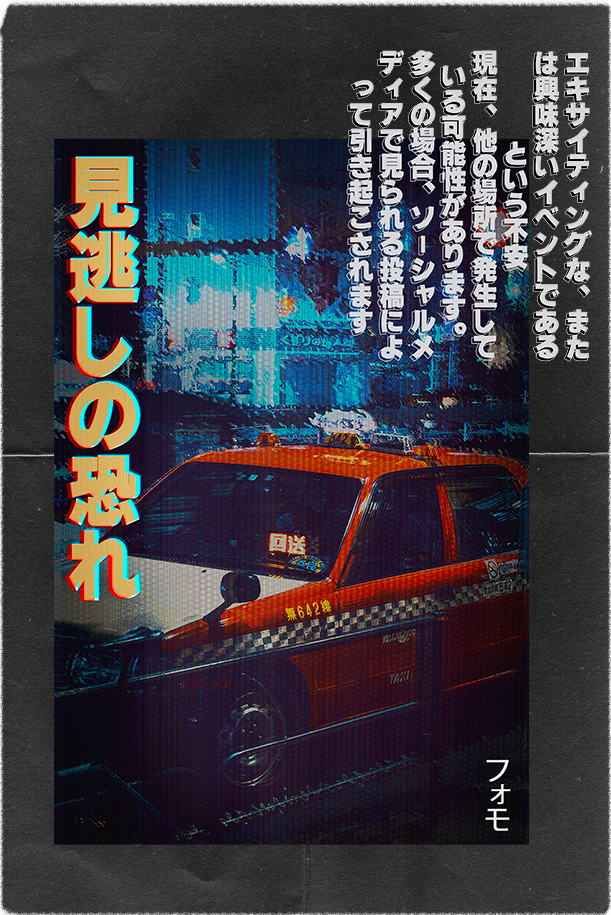 エキサイティングな、また
は興味深いイベントである
という不安
現在、他の場所で発生して
いる可能性があります。
多くの場合、ソーシャルメ
ディアで見られる投稿によ
って引き起こされます
見逃しの恐れ
回送
無642線
TAXI
フォモ